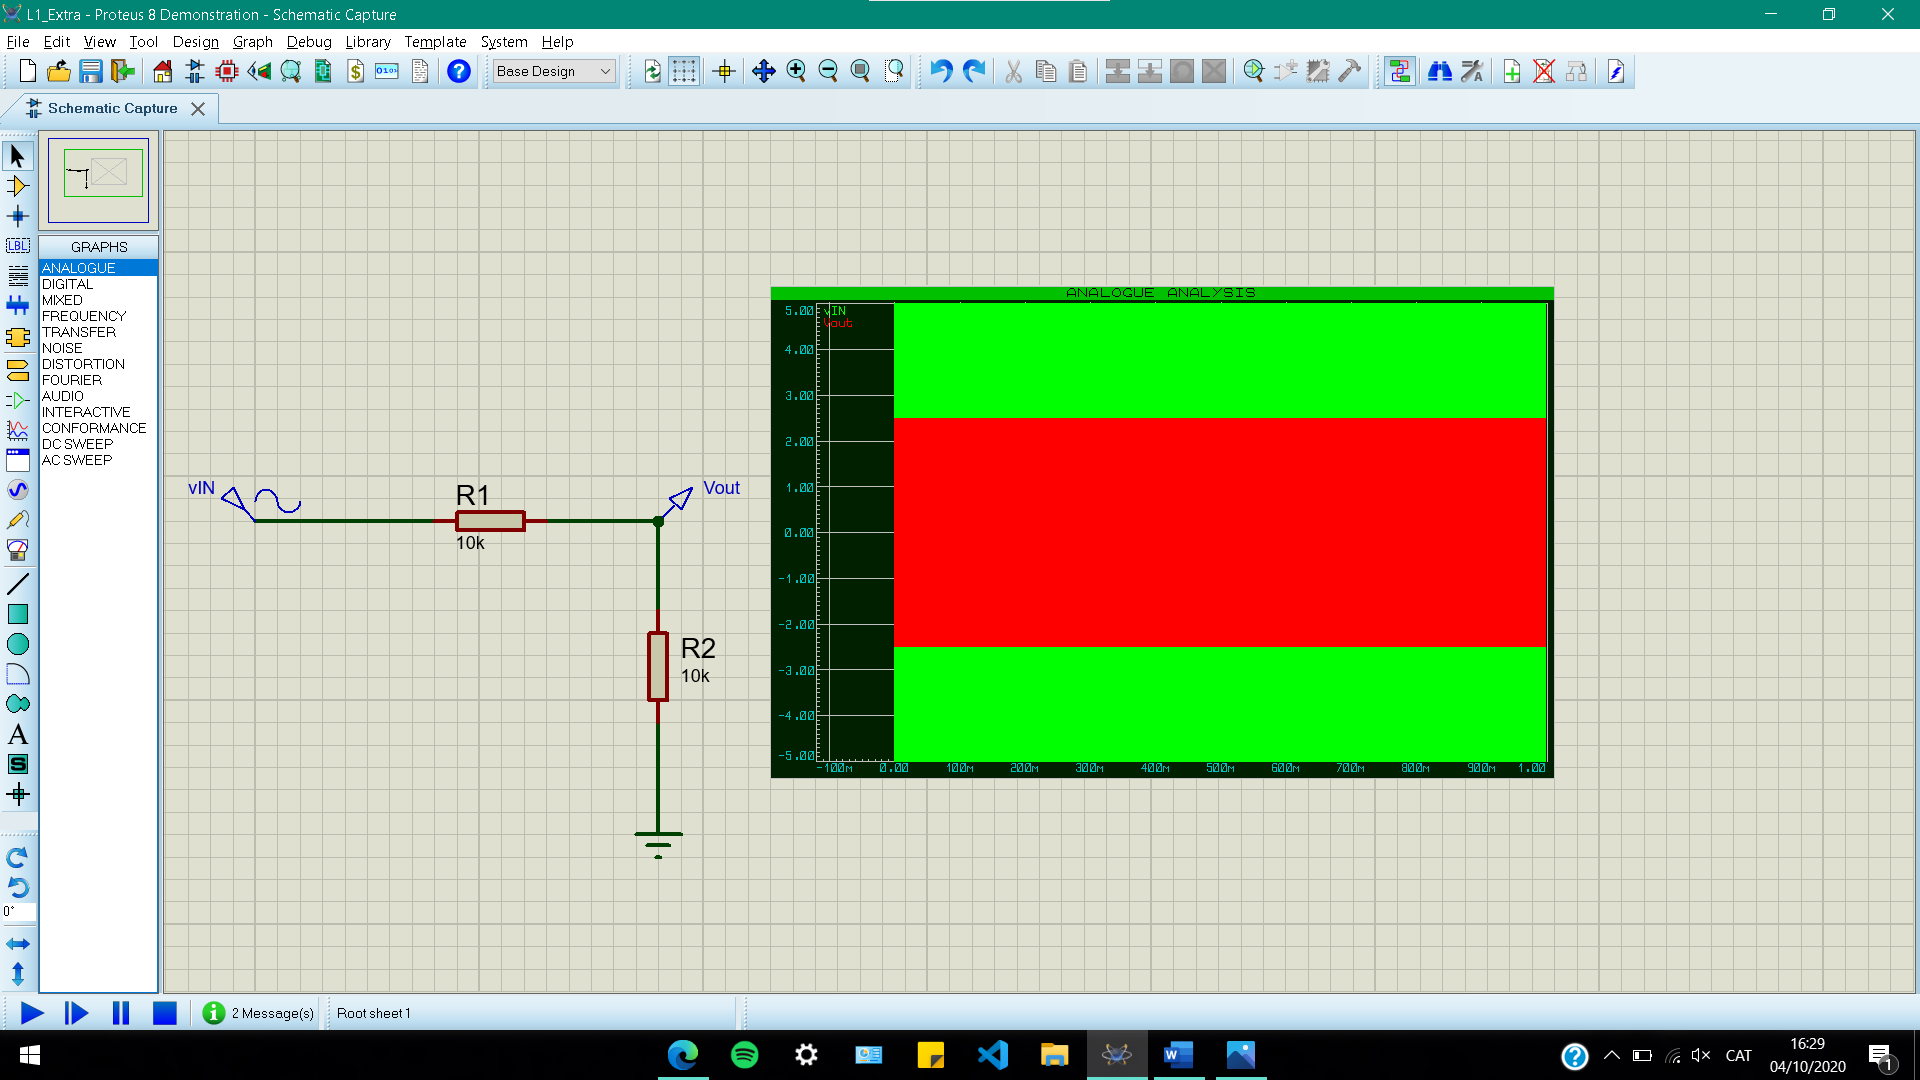 L1_Extra - Proteus 8 Demonstration - Schematic Capture
File Edit View Tool Design Graph Debug Library Template System Help
Base Design
Schematic Capture
LBL
GRAPHS
ANALOGUE
DIGITAL
MIXED
FREQUENCY
TRANSFER
NOISE
DISTORTION
FOURIER
AUDIO
INTERACTIVE
CONFORMANCE
DC SWEEP
AC SWEEP
A
S
0°
vIN
R1
10k
Vout
R2
10k
ANALOGUE ANALYSIS
vIN
Vout
5.00
4.00
3.00
2.00
1.00
0.00
-1.00
-2.00
-3.00
-4.00
-5.00
-100m 0.00 100m 200m 300m 400m 500m 600m 700m 800m 900m 1.00
2 Message(s) Root sheet 1
CAT
16:29
04/10/2020
1